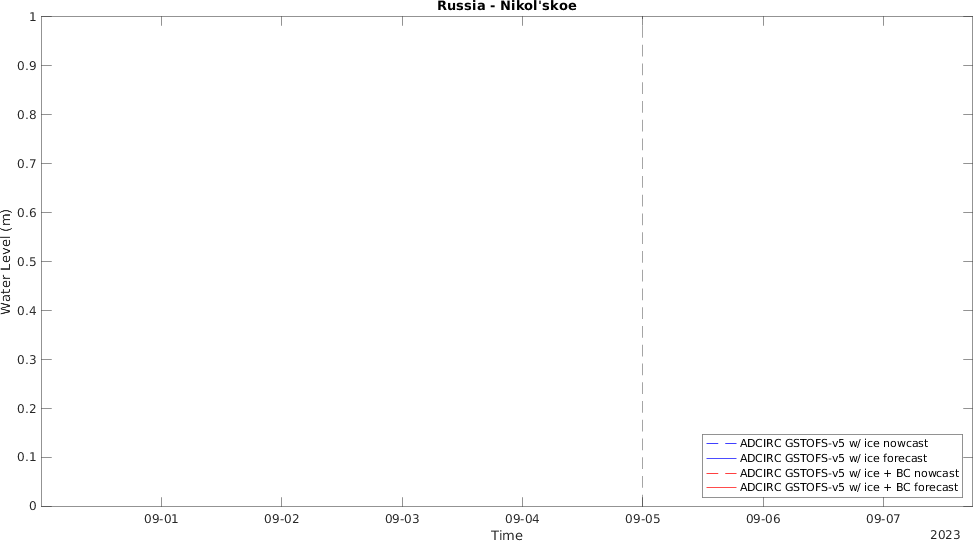 Russia - Nikol'skoe
1
0.9
0.8
0.7
0.6
0.5
0.4
0.3
0.2
0.1
0
Water Level (m)
ADCIRC GSTOFS-v5 w/ ice nowcast
ADCIRC GSTOFS-v5 w/ ice forecast
ADCIRC GSTOFS-v5 w/ ice + BC nowcast
ADCIRC GSTOFS-v5 w/ ice + BC forecast
09-01 09-02 09-03 09-04 09-05 09-06 09-07
Time
2023